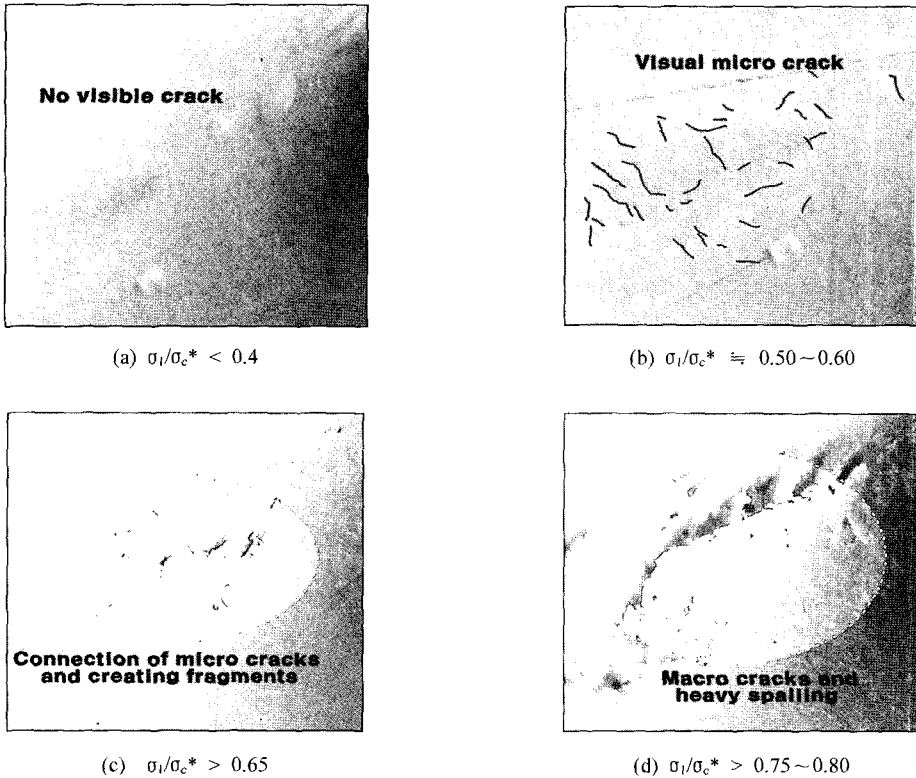 No visible crack
Visual micro crack
(a) σ₁/σc* < 0.4
(b) σ₁/σc* ≒ 0.50~0.60
Connection of micro cracks
and creating fragments
Macro cracks and
heavy spalling
(c) σ₁/σc* > 0.65
(d) σ₁/σc* > 0.75~0.80